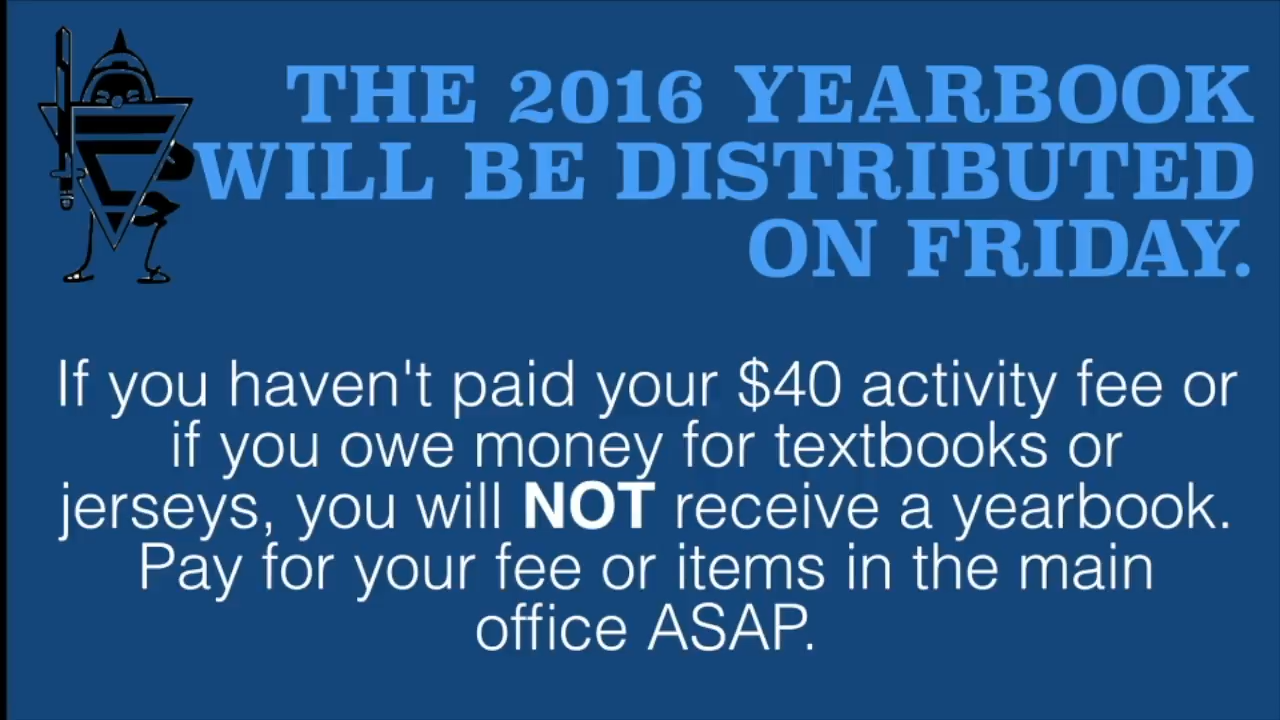 THE 2016 YEARBOOK
WILL BE DISTRIBUTED
ON FRIDAY.
If you haven't paid your $40 activity fee or
if you owe money for textbooks or
jerseys, you will NOT receive a yearbook.
Pay for your fee or items in the main
office ASAP.